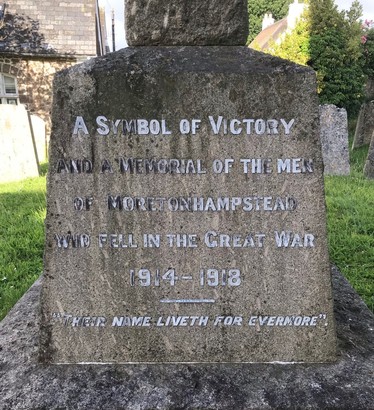 A SYMBOL OF VICTORY
AND A MEMORIAL OF THE MEN
OF MORETONHAMPSTEAD
WHO FELL IN THE GREAT WAR
1914-1918
"THEIR NAME LIVETH FOR EVERMORE".